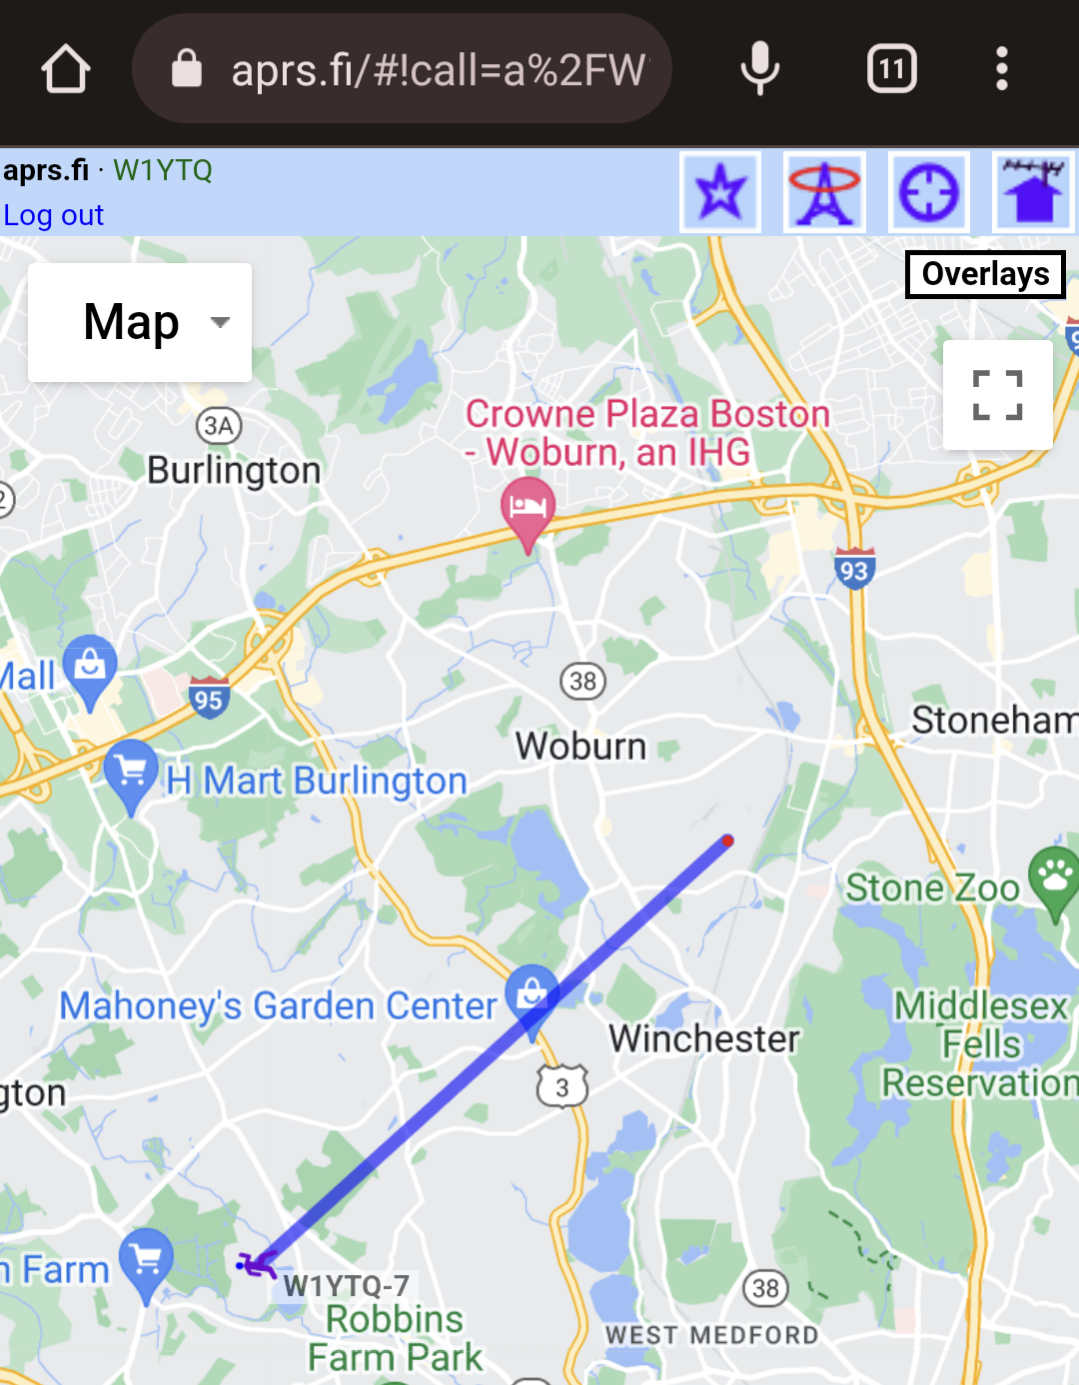 aprs.fi/#!call=a%2FW
11
aprs.fi · W1YTQ
Log out
Overlays
Map
3A
Burlington
Crowne Plaza Boston
- Woburn, an IHG
93
Mall
95
38
Woburn
Stoneham
H Mart Burlington
Stone Zoo
Mahoney's Garden Center
Winchester
Middlesex
Fells
Reservation
gton
3
Farm
W1YTQ-7
Robbins
Farm Park
38
WEST MEDFORD